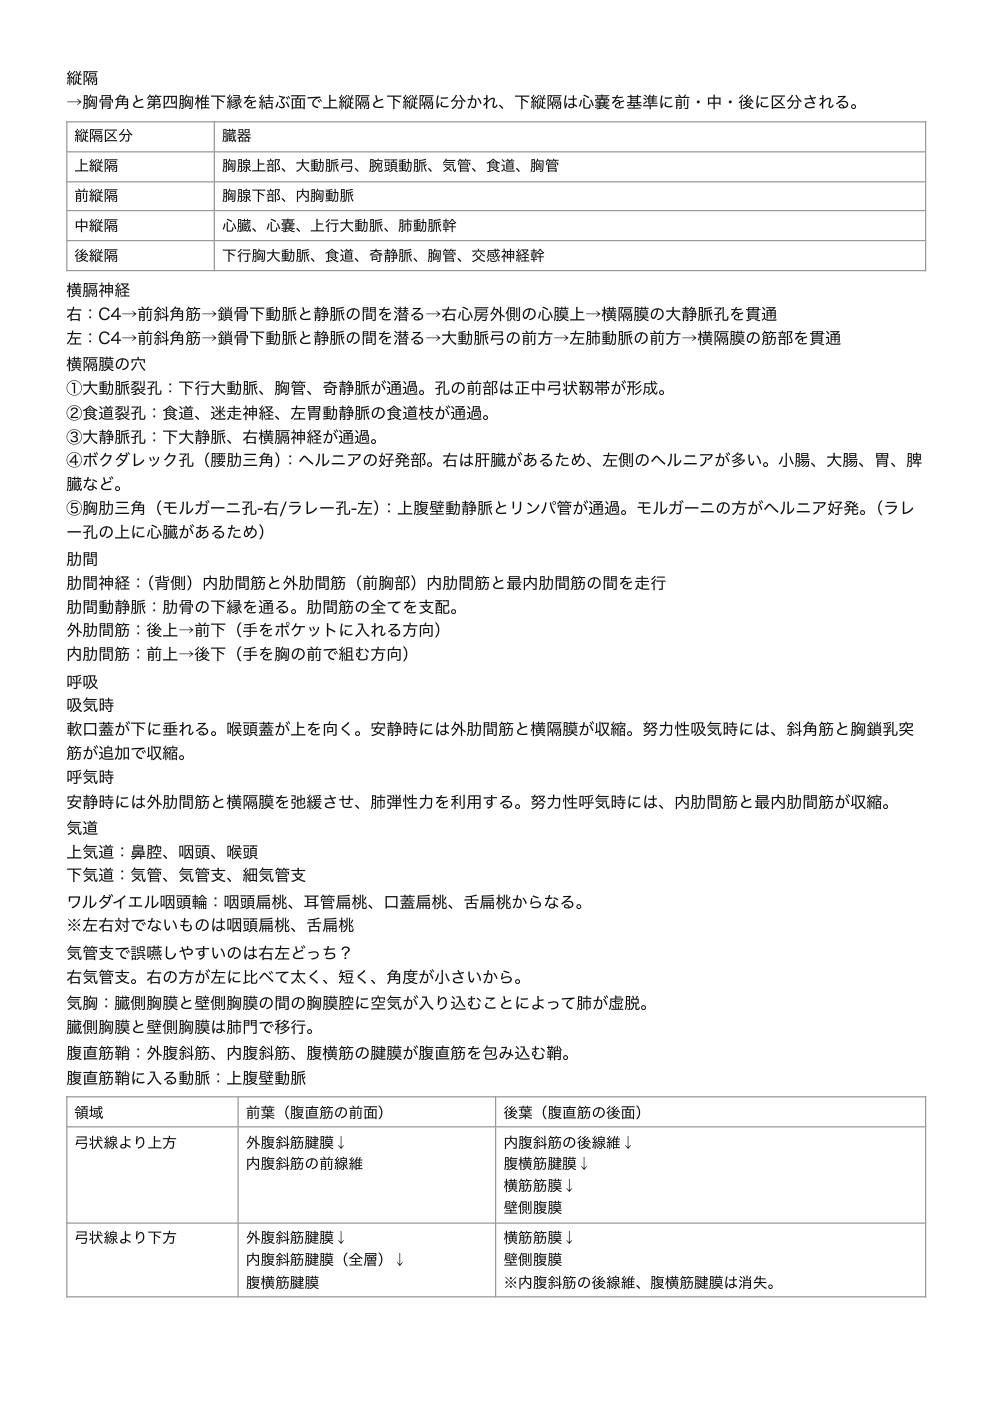 縦隔
→胸骨角と第四胸椎下縁を結ぶ面で上縦隔と下縦隔に分かれ、下縦隔は心嚢を基準に前・中・後に区分される。
縦隔区分 臓器
上縦隔 胸腺上部、大動脈弓、腕頭動脈、気管、食道、胸管
前縦隔 胸腺下部、内胸動脈
中縦隔 心臓、心嚢、上行大動脈、肺動脈幹
後縦隔 下行胸大動脈、食道、奇静脈、胸管、交感神経幹
横膈神経
右：C4→前斜角筋→鎖骨下動脈と静脈の間を潜る→右心房外側の心膜上→横隔膜の大静脈孔を貫通
左：C4→前斜角筋→鎖骨下動脈と静脈の間を潜る→大動脈弓の前方→左肺動脈の前方→横隔膜の筋部を貫通
横隔膜の穴
①大動脈裂孔：下行大動脈、胸管、奇静脈が通過。孔の前部は正中弓状靱帯が形成。
②食道裂孔：食道、迷走神経、左胃動静脈の食道枝が通過。
③大静脈孔：下大静脈、右横膈神経が通過。
④ボクダレック孔（腰肋三角）：ヘルニアの好発部。右は肝臓があるため、左側のヘルニアが多い。小腸、大腸、胃、脾
臓など。
⑤胸肋三角（モルガーニ孔-右/ラレー孔-左）：上腹壁動静脈とリンパ管が通過。モルガーニの方がヘルニア好発。（ラレ
ー孔の上に心臓があるため）
肋間
肋間神経：（背側）内肋間筋と外肋間筋（前胸部）内肋間筋と最内肋間筋の間を走行
肋間動静脈：肋骨の下縁を通る。肋間筋の全てを支配。
外肋間筋：後上→前下（手をポケットに入れる方向）
内肋間筋：前上→後下（手を胸の前で組む方向）
呼吸
吸気時
軟口蓋が下に垂れる。喉頭蓋が上を向く。安静時には外肋間筋と横隔膜が収縮。努力性吸気時には、斜角筋と胸鎖乳突
筋が追加で収縮。
呼気時
安静時には外肋間筋と横隔膜を弛緩させ、肺弾性力を利用する。努力性呼気時には、内肋間筋と最内肋間筋が収縮。
気道
上気道：鼻腔、咽頭、喉頭
下気道：気管、気管支、細気管支
ワルダイエル咽頭輪：咽頭扁桃、耳管扁桃、口蓋扁桃、舌扁桃からなる。
※左右対でないものは咽頭扁桃、舌扁桃
気管支で誤嚥しやすいのは右左どっち？
右気管支。右の方が左に比べて太く、短く、角度が小さいから。
気胸：臓側胸膜と壁側胸膜の間の胸膜腔に空気が入り込むことによって肺が虚脱。
臓側胸膜と壁側胸膜は肺門で移行。
腹直筋鞘：外腹斜筋、内腹斜筋、腹横筋の腱膜が腹直筋を包み込む鞘。
腹直筋鞘に入る動脈：上腹壁動脈
領域 前葉（腹直筋の前面） 後葉（腹直筋の後面）
弓状線より上方 外腹斜筋腱膜↓ 内腹斜筋の後線維↓
内腹斜筋の前線維 腹横筋腱膜↓
横筋筋膜↓
壁側腹膜
弓状線より下方 外腹斜筋腱膜↓ 横筋筋膜↓
内腹斜筋腱膜（全層）↓ 壁側腹膜
腹横筋腱膜 ※内腹斜筋の後線維、腹横筋腱膜は消失。